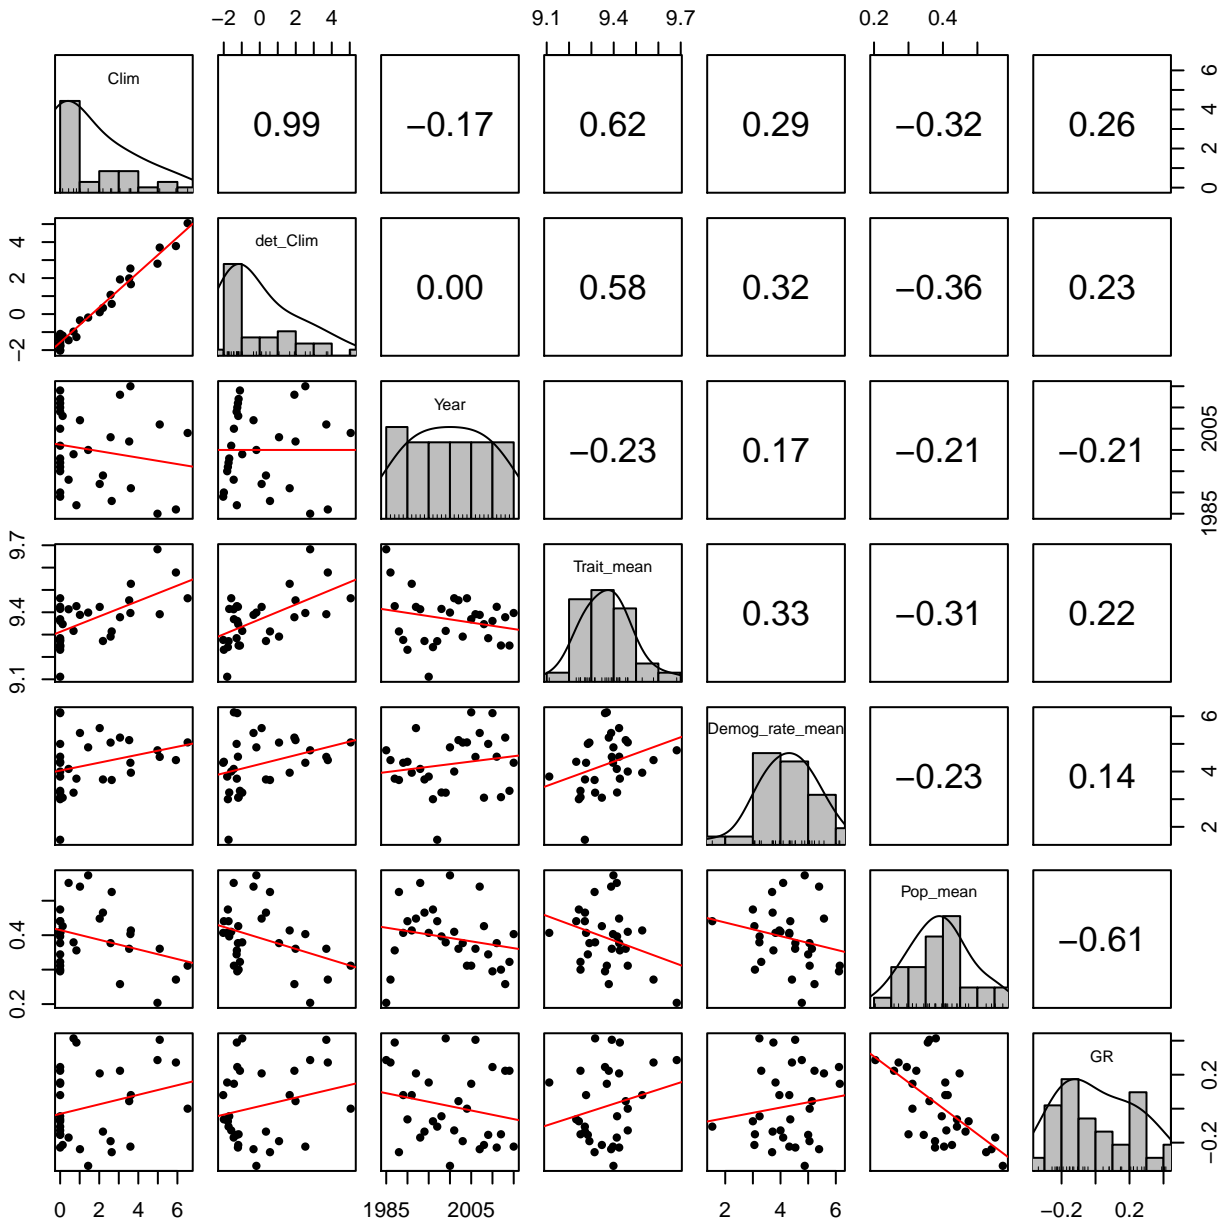 −2 0 2 4 9.1 9.4 9.7 0.2 0.4
Clim 0.99 −0.17 0.62 0.29 −0.32 0.26 0 2 4 6
−2 0 2 4 det_Clim 0.00 0.58 0.32 −0.36 0.23
Year −0.23 0.17 −0.21 −0.21 1985 2005
9.1 9.4 9.7 Trait_mean 0.33 −0.31 0.22
Demog_rate_mean −0.23 0.14 2 4 6
0.2 0.4 Pop_mean −0.61
GR −0.2 0.2
0 2 4 6 1985 2005 2 4 6 −0.2 0.2